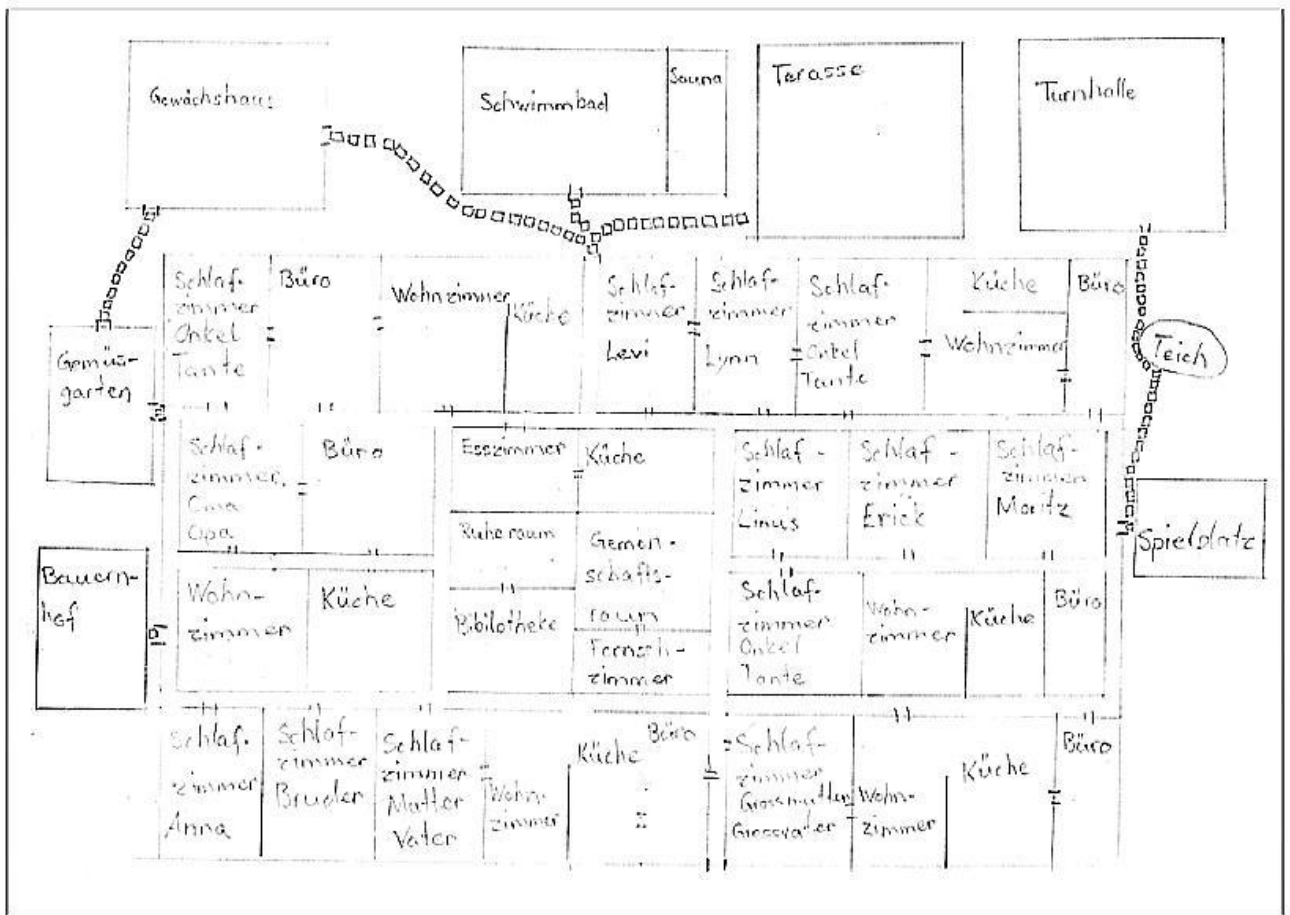 Gewächshaus
Schwimmbad
Sauna
Terasse
Turnhalle
Schlaf-
zimmer
Onkel
Tante
Büro
Wohnzimmer
Küche
Schlaf-
zimmer
Levi
Schlaf-
zimmer
Lynn
Schlaf-
zimmer
Onkel
Tante
Küche
Wohnzimmer
Büro
Teich
Gemüse-
garten
Schlaf-
zimmer
Oma
Opa
Büro
Esszimmer
Küche
Schlaf-
zimmer
Linus
Schlaf-
zimmer
Erick
Schlaf-
zimmer
Moritz
Spielplatz
Ruheraum
Gemein-
schafts-
raum
Bauern-
hof
Wohn-
zimmer
Küche
Bibilotheke
Fernseh-
zimmer
Schlaf-
zimmer
Onkel
Tante
Wohn-
zimmer
Küche
Büro
Schlaf-
zimmer
Anna
Schlaf-
zimmer
Bruder
Schlaf-
zimmer
Mutter
Vater
Wohn-
zimmer
Küche
Büro
Schlaf-
zimmer
Grossmutter
Grossvater
Wohn-
zimmer
Küche
Büro